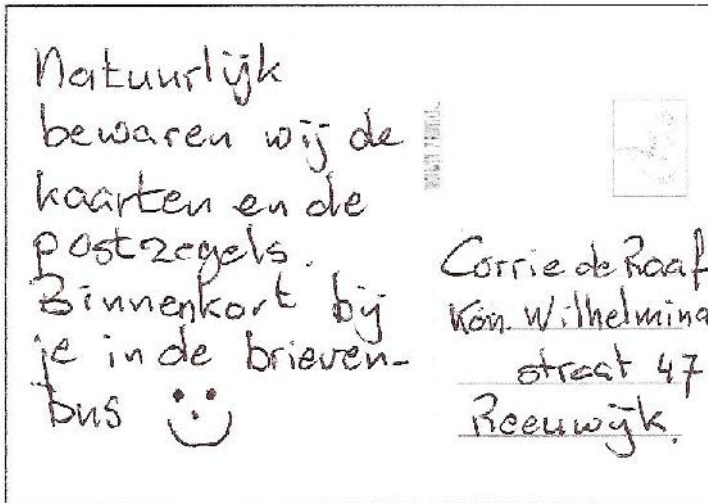 Natuurlijk
bewaren wij de
kaarten en de
postzegels.
Binnenkort bij
je in de brieven-
bus
Corrie de Raaf
Kon. Wilhelmina
straat 47
Reeuwijk.